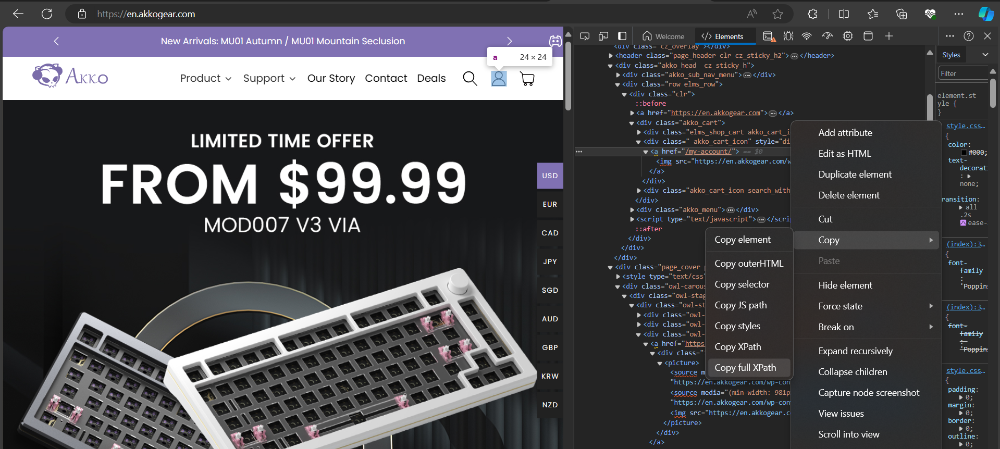 https://en.akkogear.com
New Arrivals: MU01 Autumn / MU01 Mountain Seclusion
a 24 × 24
AKKO
Product
Support
Our Story
Contact
Deals
LIMITED TIME OFFER
FROM $99.99
MOD007 V3 VIA
USD
EUR
CAD
JPY
SGD
AUD
GBP
KRW
NZD
Welcome
</> Elements
<div class="cz_overlay"></div>
<header class="page_header clr cz_sticky_h2">…</header>
<div class="akko_head  cz_sticky_h">
<div class="akko_sub_nav_menu">…</div>
<div class="row elms_row">
<div class="clr">
::before
<a href="https://en.akkogear.com">…</a>
<div class="akko_cart">
<div class="elms_shop_cart akko_cart_i
<div class=" akko_cart_icon" style="di
<a href="/my-account/"> == $0
<img src="https://en.akkogear.com/w
</a>
</div>
<div class="akko_cart_icon search_with_
</div>
<div class="akko_menu">…</div>
<script type="text/javascript">…</scri
::after
</div>
</div>
</div>
<div class="page_cover p
<style type="text/css"
<div class="owl-carous
<div class="owl-stag
<div class="owl-st
<div class="owl-
<div class="owl-
<div class="owl-
<a href="https
<div class="i
<picture>
<source m
"https://en.akkogear.com/wp-con
<source media="(min-width: 981p
"https://en.akkogear.com/wp-con
<img src="https://en.akkogear.c
</picture>
</div>
</a>
Copy element
Copy outerHTML
Copy selector
Copy JS path
Copy styles
Copy XPath
Copy full XPath
Add attribute
Edit as HTML
Duplicate element
Delete element
Cut
Copy
Paste
Hide element
Force state
Break on
Expand recursively
Collapse children
Capture node screenshot
View issues
Scroll into view
Styles
Filter
element.st
yle {
}
style.css…
{
color:
#000;
text-
decorati
:
none;
ransition:
all
.2s
ease-
(index):3…
{
font-
family
:
'Poppins
(index):3…
{
font-
family
:
'Poppins
style.css…
{
padding:
0;
margin:
0;
border:
0;
outline:
0;